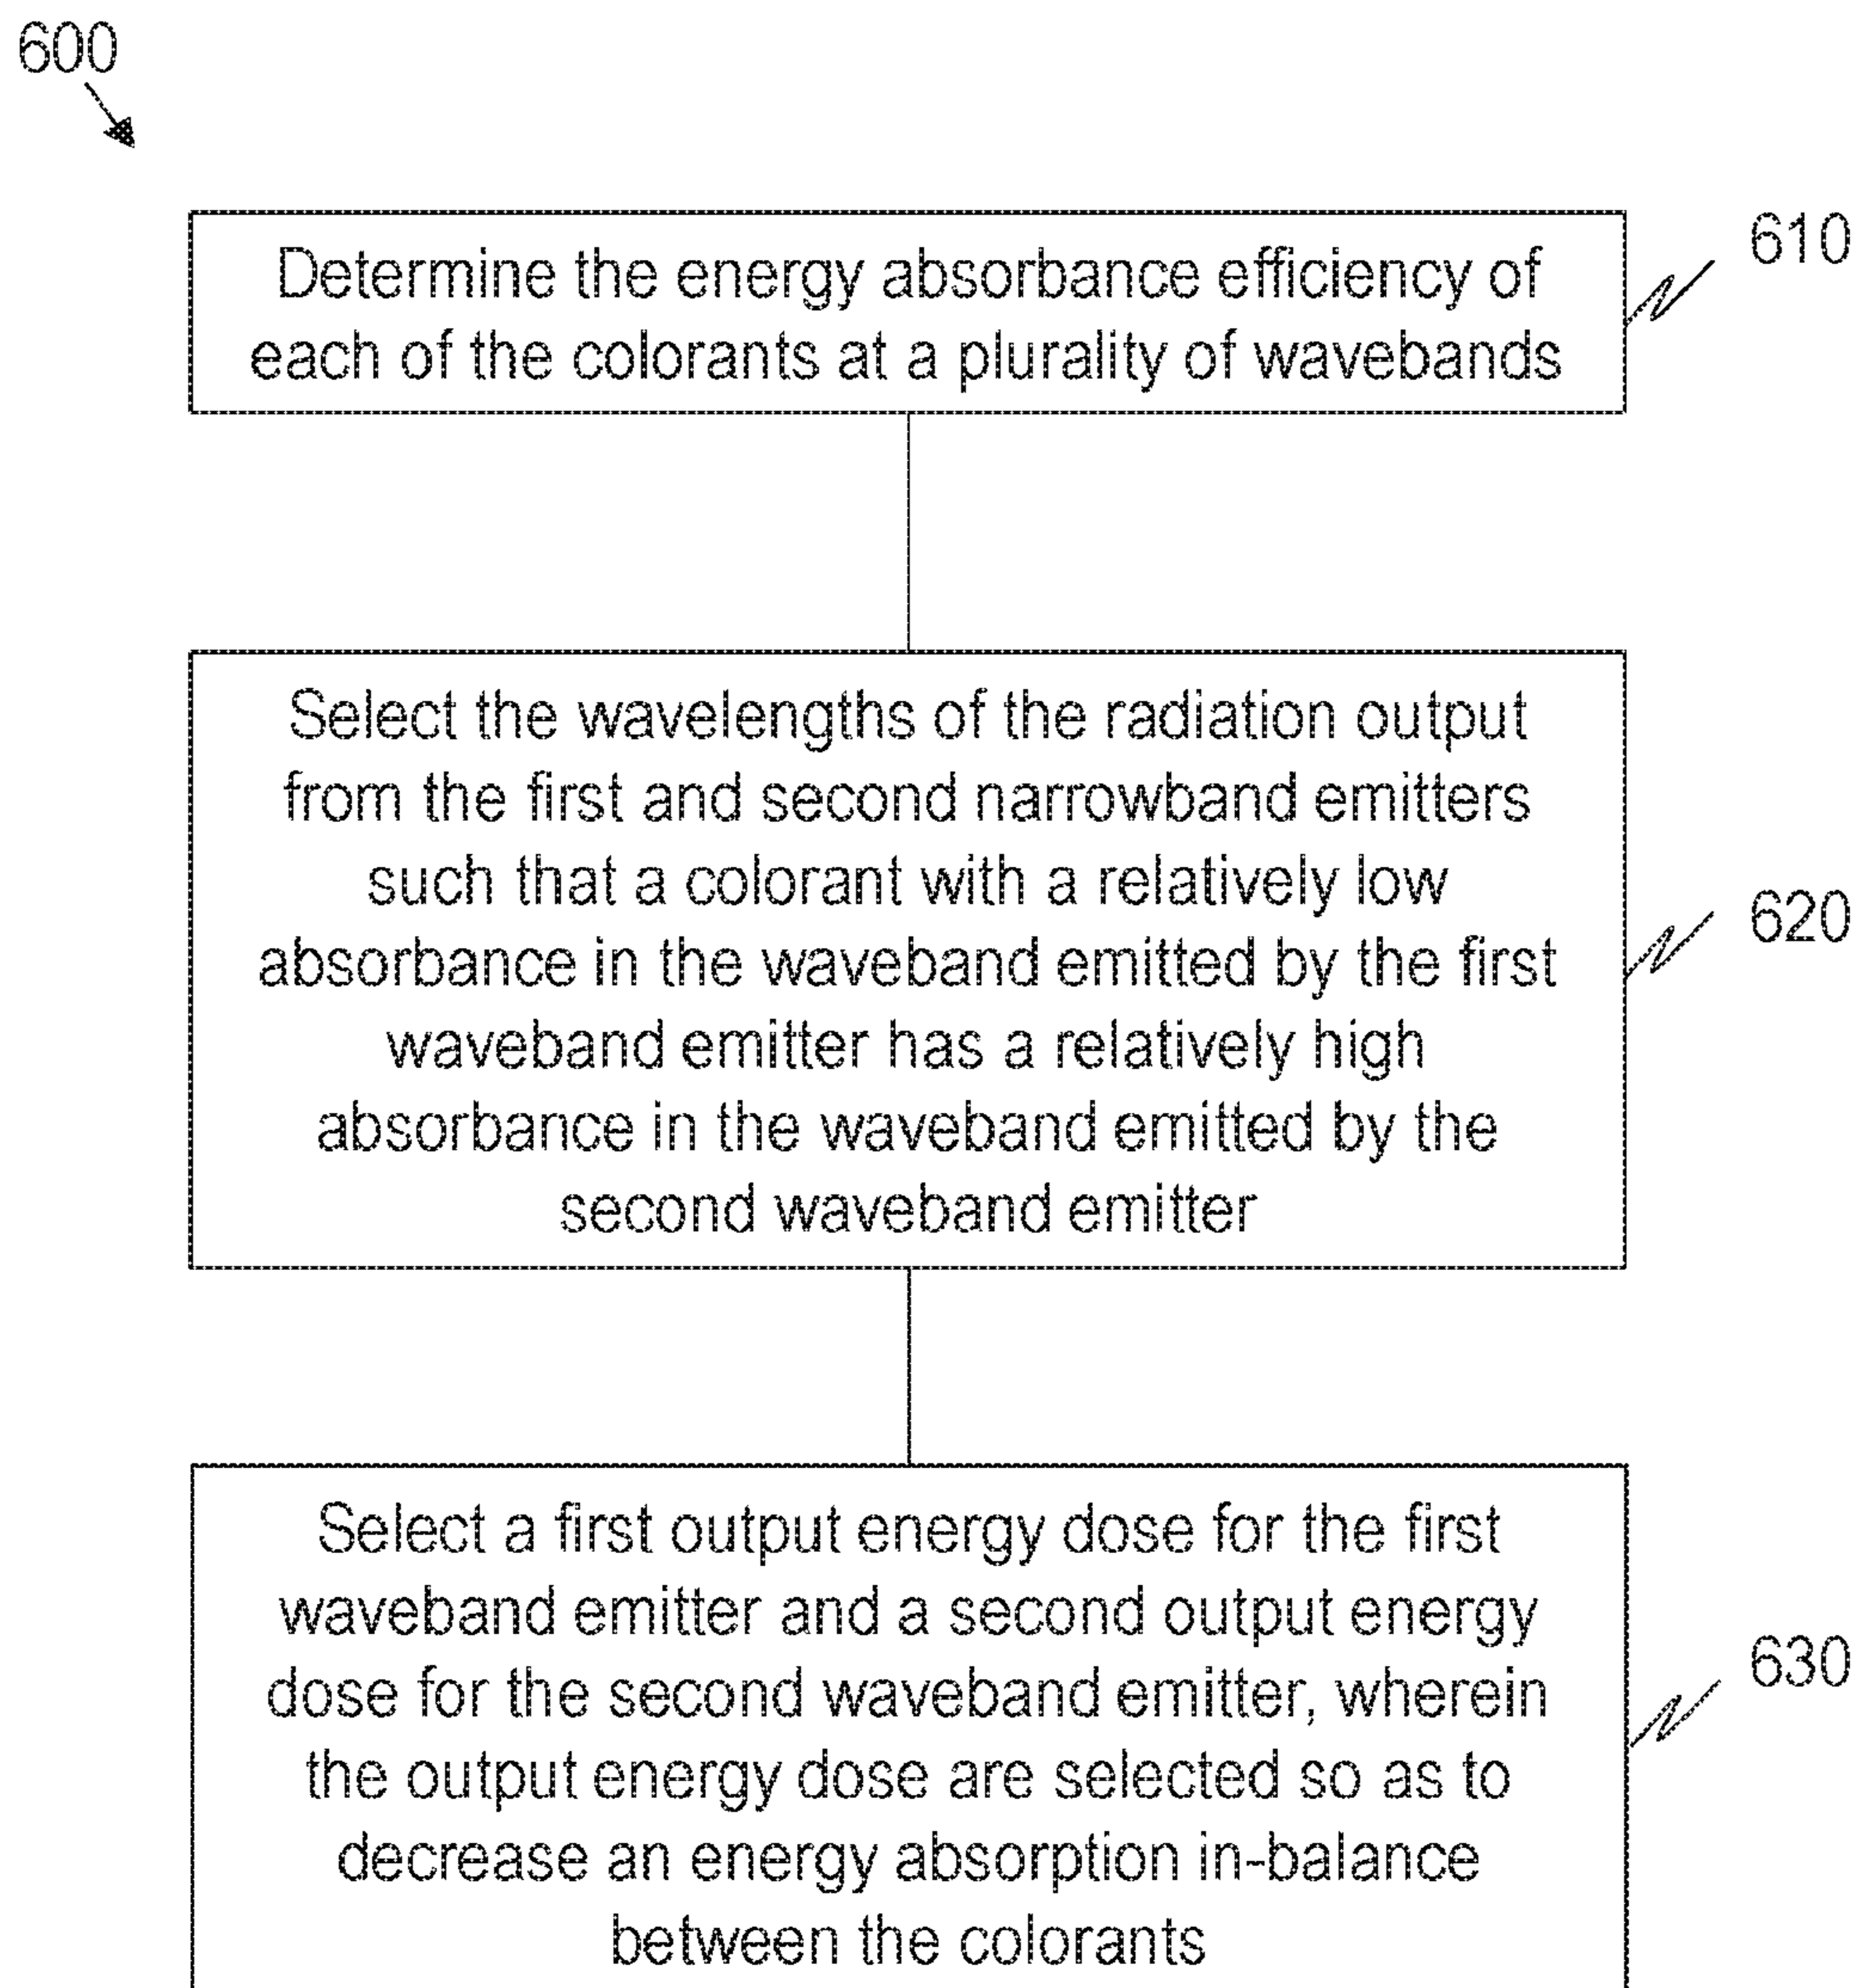 600
Determine the energy absorbance efficiency of
each of the colorants at a plurality of wavebands
610
Select the wavelengths of the radiation output
from the first and second narrowband emitters
such that a colorant with a relatively low
absorbance in the waveband emitted by the first
waveband emitter has a relatively high
absorbance in the waveband emitted by the
second waveband emitter
620
Select a first output energy dose for the first
waveband emitter and a second output energy
dose for the second waveband emitter, wherein
the output energy dose are selected so as to
decrease an energy absorption in-balance
between the colorants
630